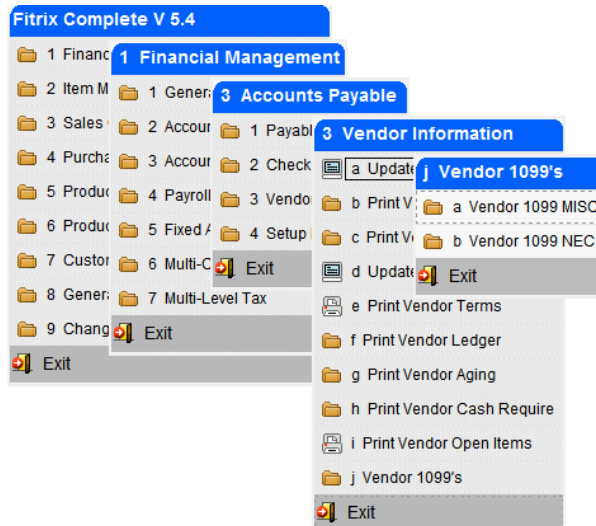 Fitrix Complete V 5.4
1 Financ
2 Item M
3 Sales
4 Purcha
5 Produc
6 Produc
7 Custor
8 Genera
9 Chang
Exit
1 Financial Management
1 Genera
2 Accour
3 Accour
4 Payroll
5 Fixed A
6 Multi-C
7 Multi-Level Tax
Exit
3 Accounts Payable
1 Payabl
2 Check
3 Vendo
4 Setup
Exit
3 Vendor Information
a Update
b Print V
c Print Ve
d Update
e Print Vendor Terms
f Print Vendor Ledger
g Print Vendor Aging
h Print Vendor Cash Require
i Print Vendor Open Items
j Vendor 1099's
Exit
j Vendor 1099's
a Vendor 1099 MISC
b Vendor 1099 NEC
Exit